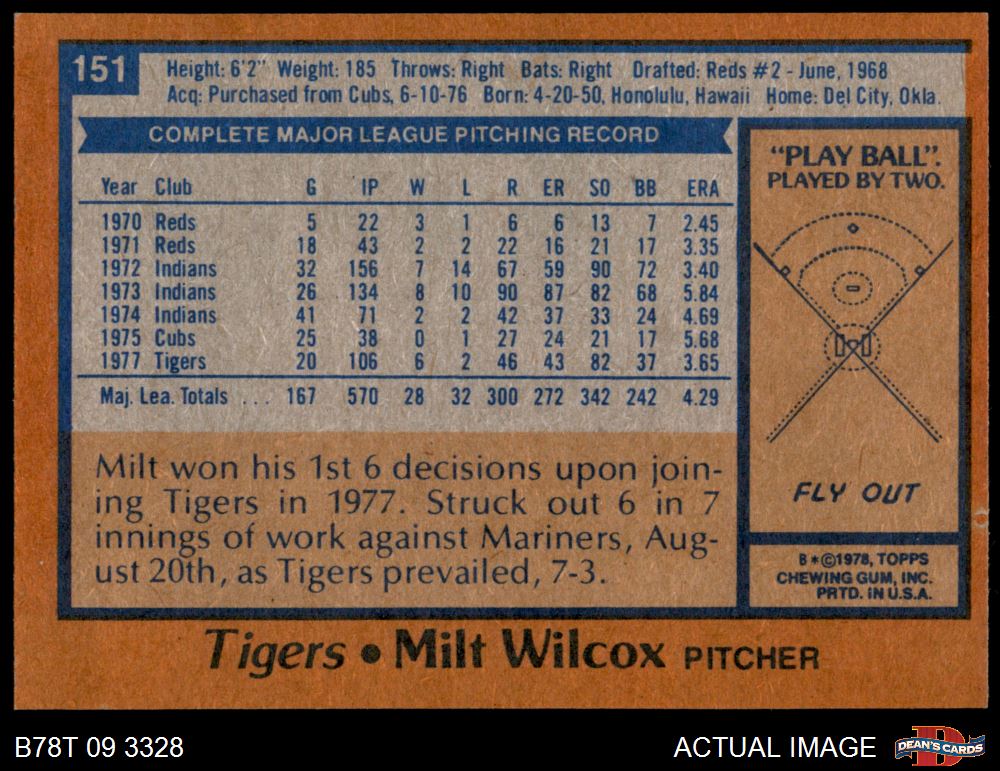 151
Height: 6'2" Weight: 185 Throws: Right Bats: Right Drafted: Reds #2 - June, 1968
Acq: Purchased from Cubs, 6-10-76 Born: 4-20-50, Honolulu, Hawaii Home: Del City, Okla.
COMPLETE MAJOR LEAGUE PITCHING RECORD
Year Club G IP W L R ER SO BB ERA
1970 Reds 5 22 3 1 6 6 13 7 2.45
1971 Reds 18 43 2 2 22 16 21 17 3.35
1972 Indians 32 156 7 14 67 59 90 72 3.40
1973 Indians 26 134 8 10 90 87 82 68 5.84
1974 Indians 41 71 2 2 42 37 33 24 4.69
1975 Cubs 25 38 0 1 27 24 21 17 5.68
1977 Tigers 20 106 6 2 46 43 82 37 3.65
Maj. Lea. Totals . . . 167 570 28 32 300 272 342 242 4.29
Milt won his 1st 6 decisions upon join-
ing Tigers in 1977. Struck out 6 in 7
innings of work against Mariners, Aug-
ust 20th, as Tigers prevailed, 7-3.
"PLAY BALL".
PLAYED BY TWO.
FLY OUT
B*©1978, TOPPS
CHEWING GUM, INC.
PRTD. IN U.S.A.
Tigers • Milt Wilcox PITCHER
B78T 09 3328
ACTUAL IMAGE
D
DEAN'S CARDS